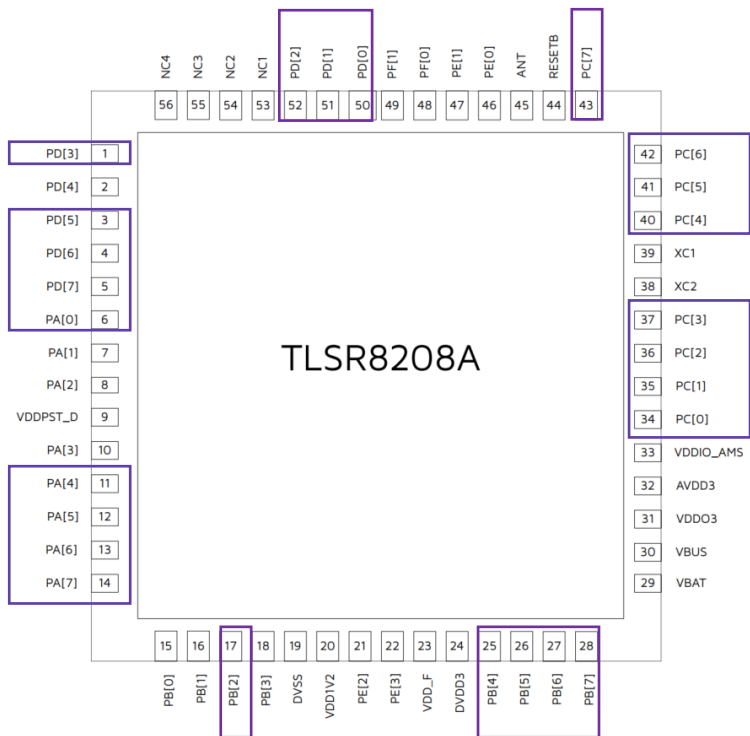 NC4
NC3
NC2
NC1
PD[2]
PD[1]
PD[0]
PF[1]
PF[0]
PE[1]
PE[0]
ANT
RESETB
PC[7]
56
55
54
53
52
51
50
49
48
47
46
45
44
43
PD[3] 1
PD[4] 2
PD[5] 3
PD[6] 4
PD[7] 5
PA[0] 6
PA[1] 7
PA[2] 8
VDDPST_D 9
PA[3] 10
PA[4] 11
PA[5] 12
PA[6] 13
PA[7] 14
TLSR8208A
42 PC[6]
41 PC[5]
40 PC[4]
39 XC1
38 XC2
37 PC[3]
36 PC[2]
35 PC[1]
34 PC[0]
33 VDDIO_AMS
32 AVDD3
31 VDDO3
30 VBUS
29 VBAT
15
16
17
18
19
20
21
22
23
24
25
26
27
28
PB[0]
PB[1]
PB[2]
PB[3]
DVSS
VDD1V2
PE[2]
PE[3]
VDD_F
DVDD3
PB[4]
PB[5]
PB[6]
PB[7]